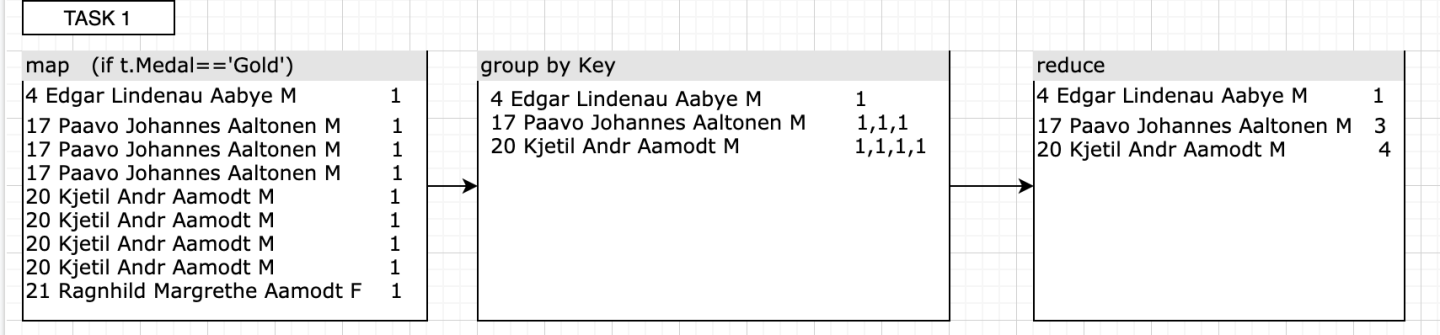 TASK 1
map (if t.Medal=='Gold')
4 Edgar Lindenau Aabye M 1
17 Paavo Johannes Aaltonen M 1
17 Paavo Johannes Aaltonen M 1
17 Paavo Johannes Aaltonen M 1
20 Kjetil Andr Aamodt M 1
20 Kjetil Andr Aamodt M 1
20 Kjetil Andr Aamodt M 1
20 Kjetil Andr Aamodt M 1
21 Ragnhild Margrethe Aamodt F 1
group by Key
4 Edgar Lindenau Aabye M 1
17 Paavo Johannes Aaltonen M 1,1,1
20 Kjetil Andr Aamodt M 1,1,1,1
reduce
4 Edgar Lindenau Aabye M 1
17 Paavo Johannes Aaltonen M 3
20 Kjetil Andr Aamodt M 4